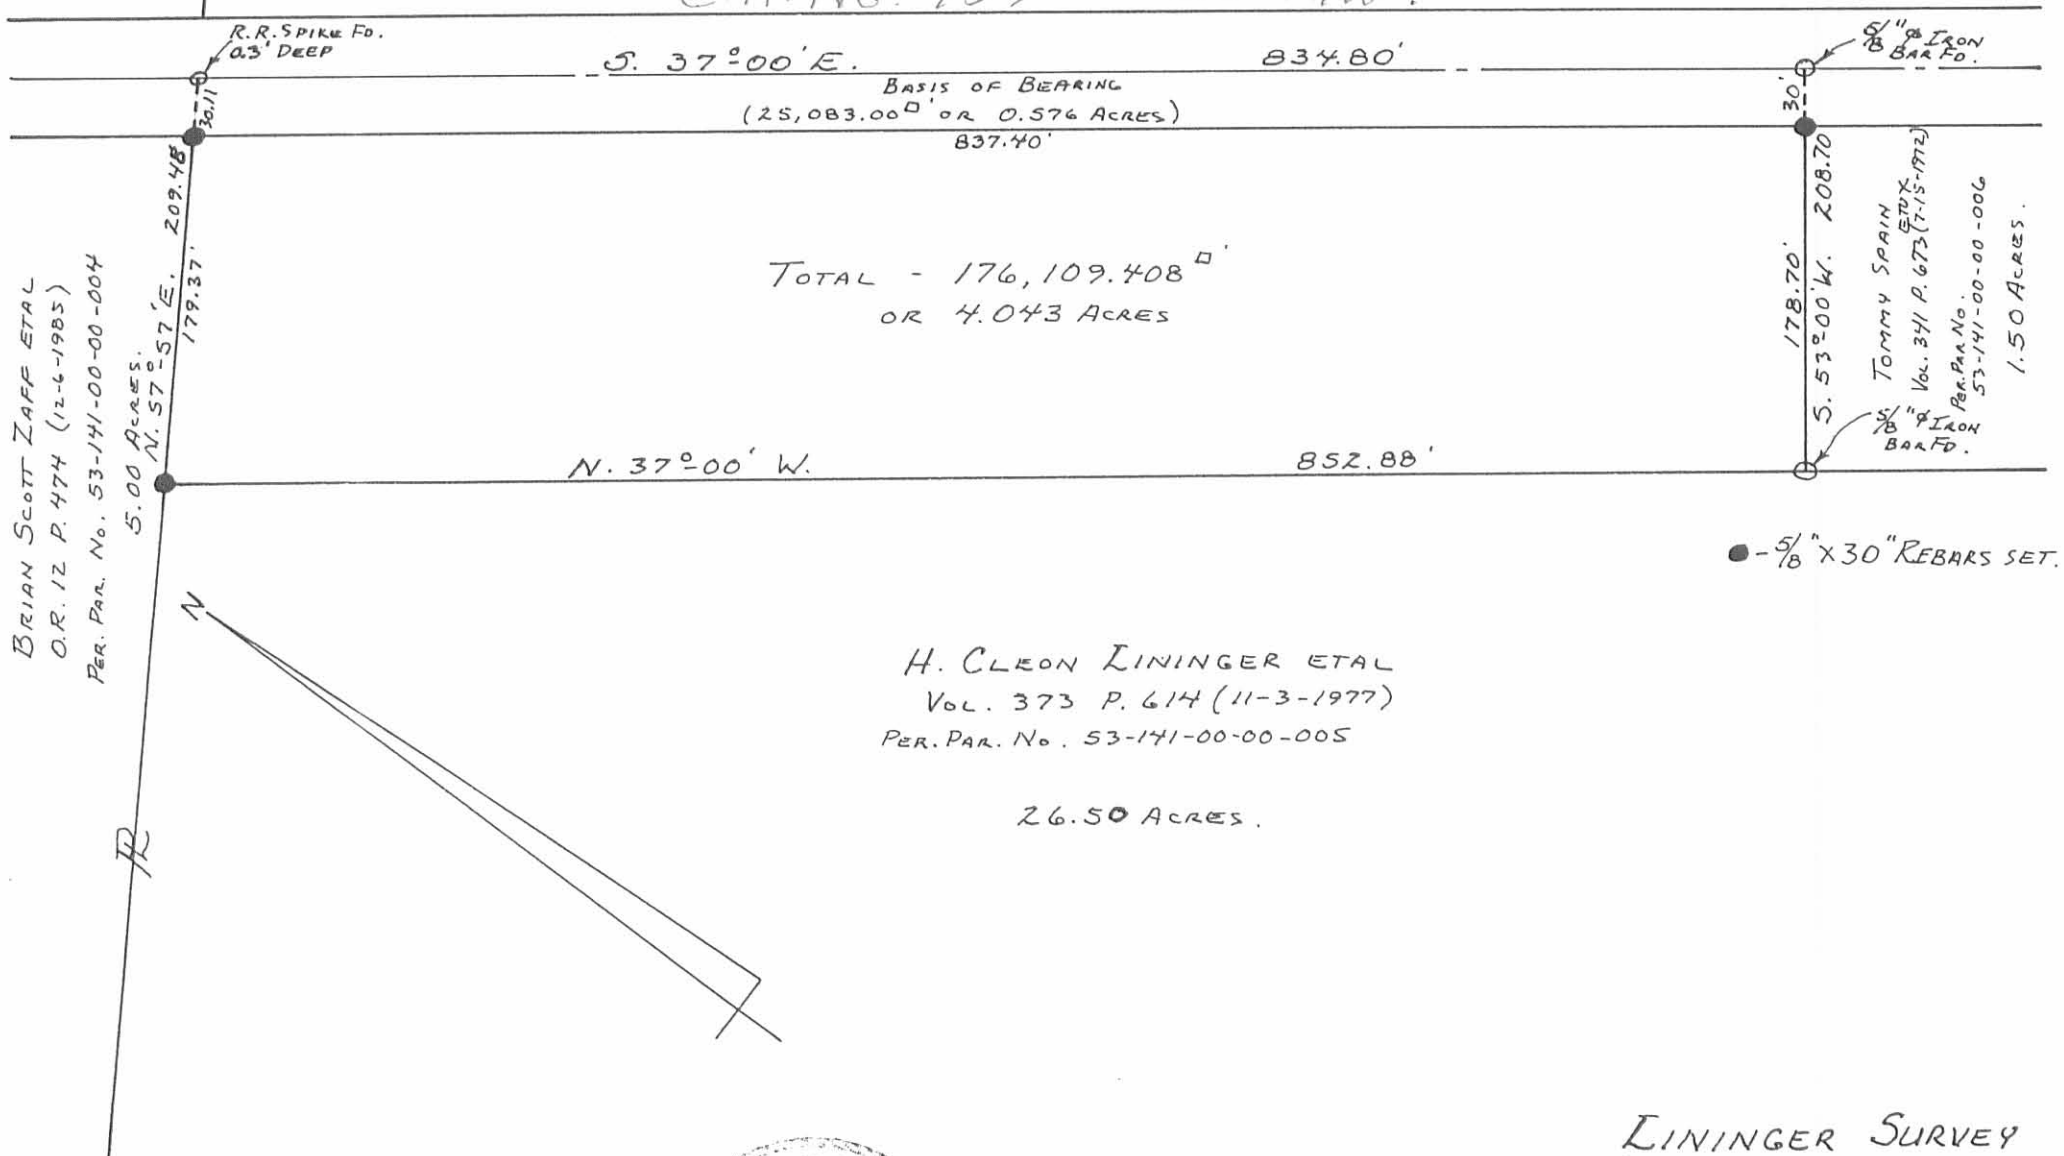 R.R. SPIKE FD.
0.3' DEEP
S. 37°-00' E. 834.80'
5/8" ⌀ IRON
BAR FD.
BASIS OF BEARING
(25,083.00□' OR 0.576 ACRES)
837.40'
30.11
30'
N. 57°-57' E. 209.48
179.37'
TOTAL - 176,109.408□'
OR 4.043 ACRES
178.70'
S. 53°-00' W. 208.70
TOMMY SPAIN
ETUX
VOL. 341 P. 673 (7-15-1972)
PER. PAR No.
53-141-00-00-006
1.50 ACRES.
BRIAN SCOTT ZAFF ETAL
O.R. 12 P. 474 (12-6-1985)
PER. PAR. No. 53-141-00-00-004
5.00 ACRES.
5/8" ⌀ IRON
BAR FD.
N. 37°-00' W. 852.88'
●-5/8" X 30" REBARS SET.
N
H. CLEON LININGER ETAL
VOL. 373 P. 614 (11-3-1977)
PER. PAR. No. 53-141-00-00-005
26.50 ACRES.
PL
LININGER SURVEY